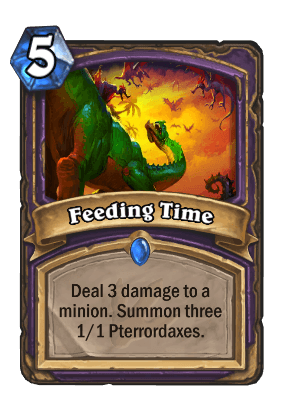 5
Feeding Time
Deal 3 damage to a
minion. Summon three
1/1 Pterrordaxes.